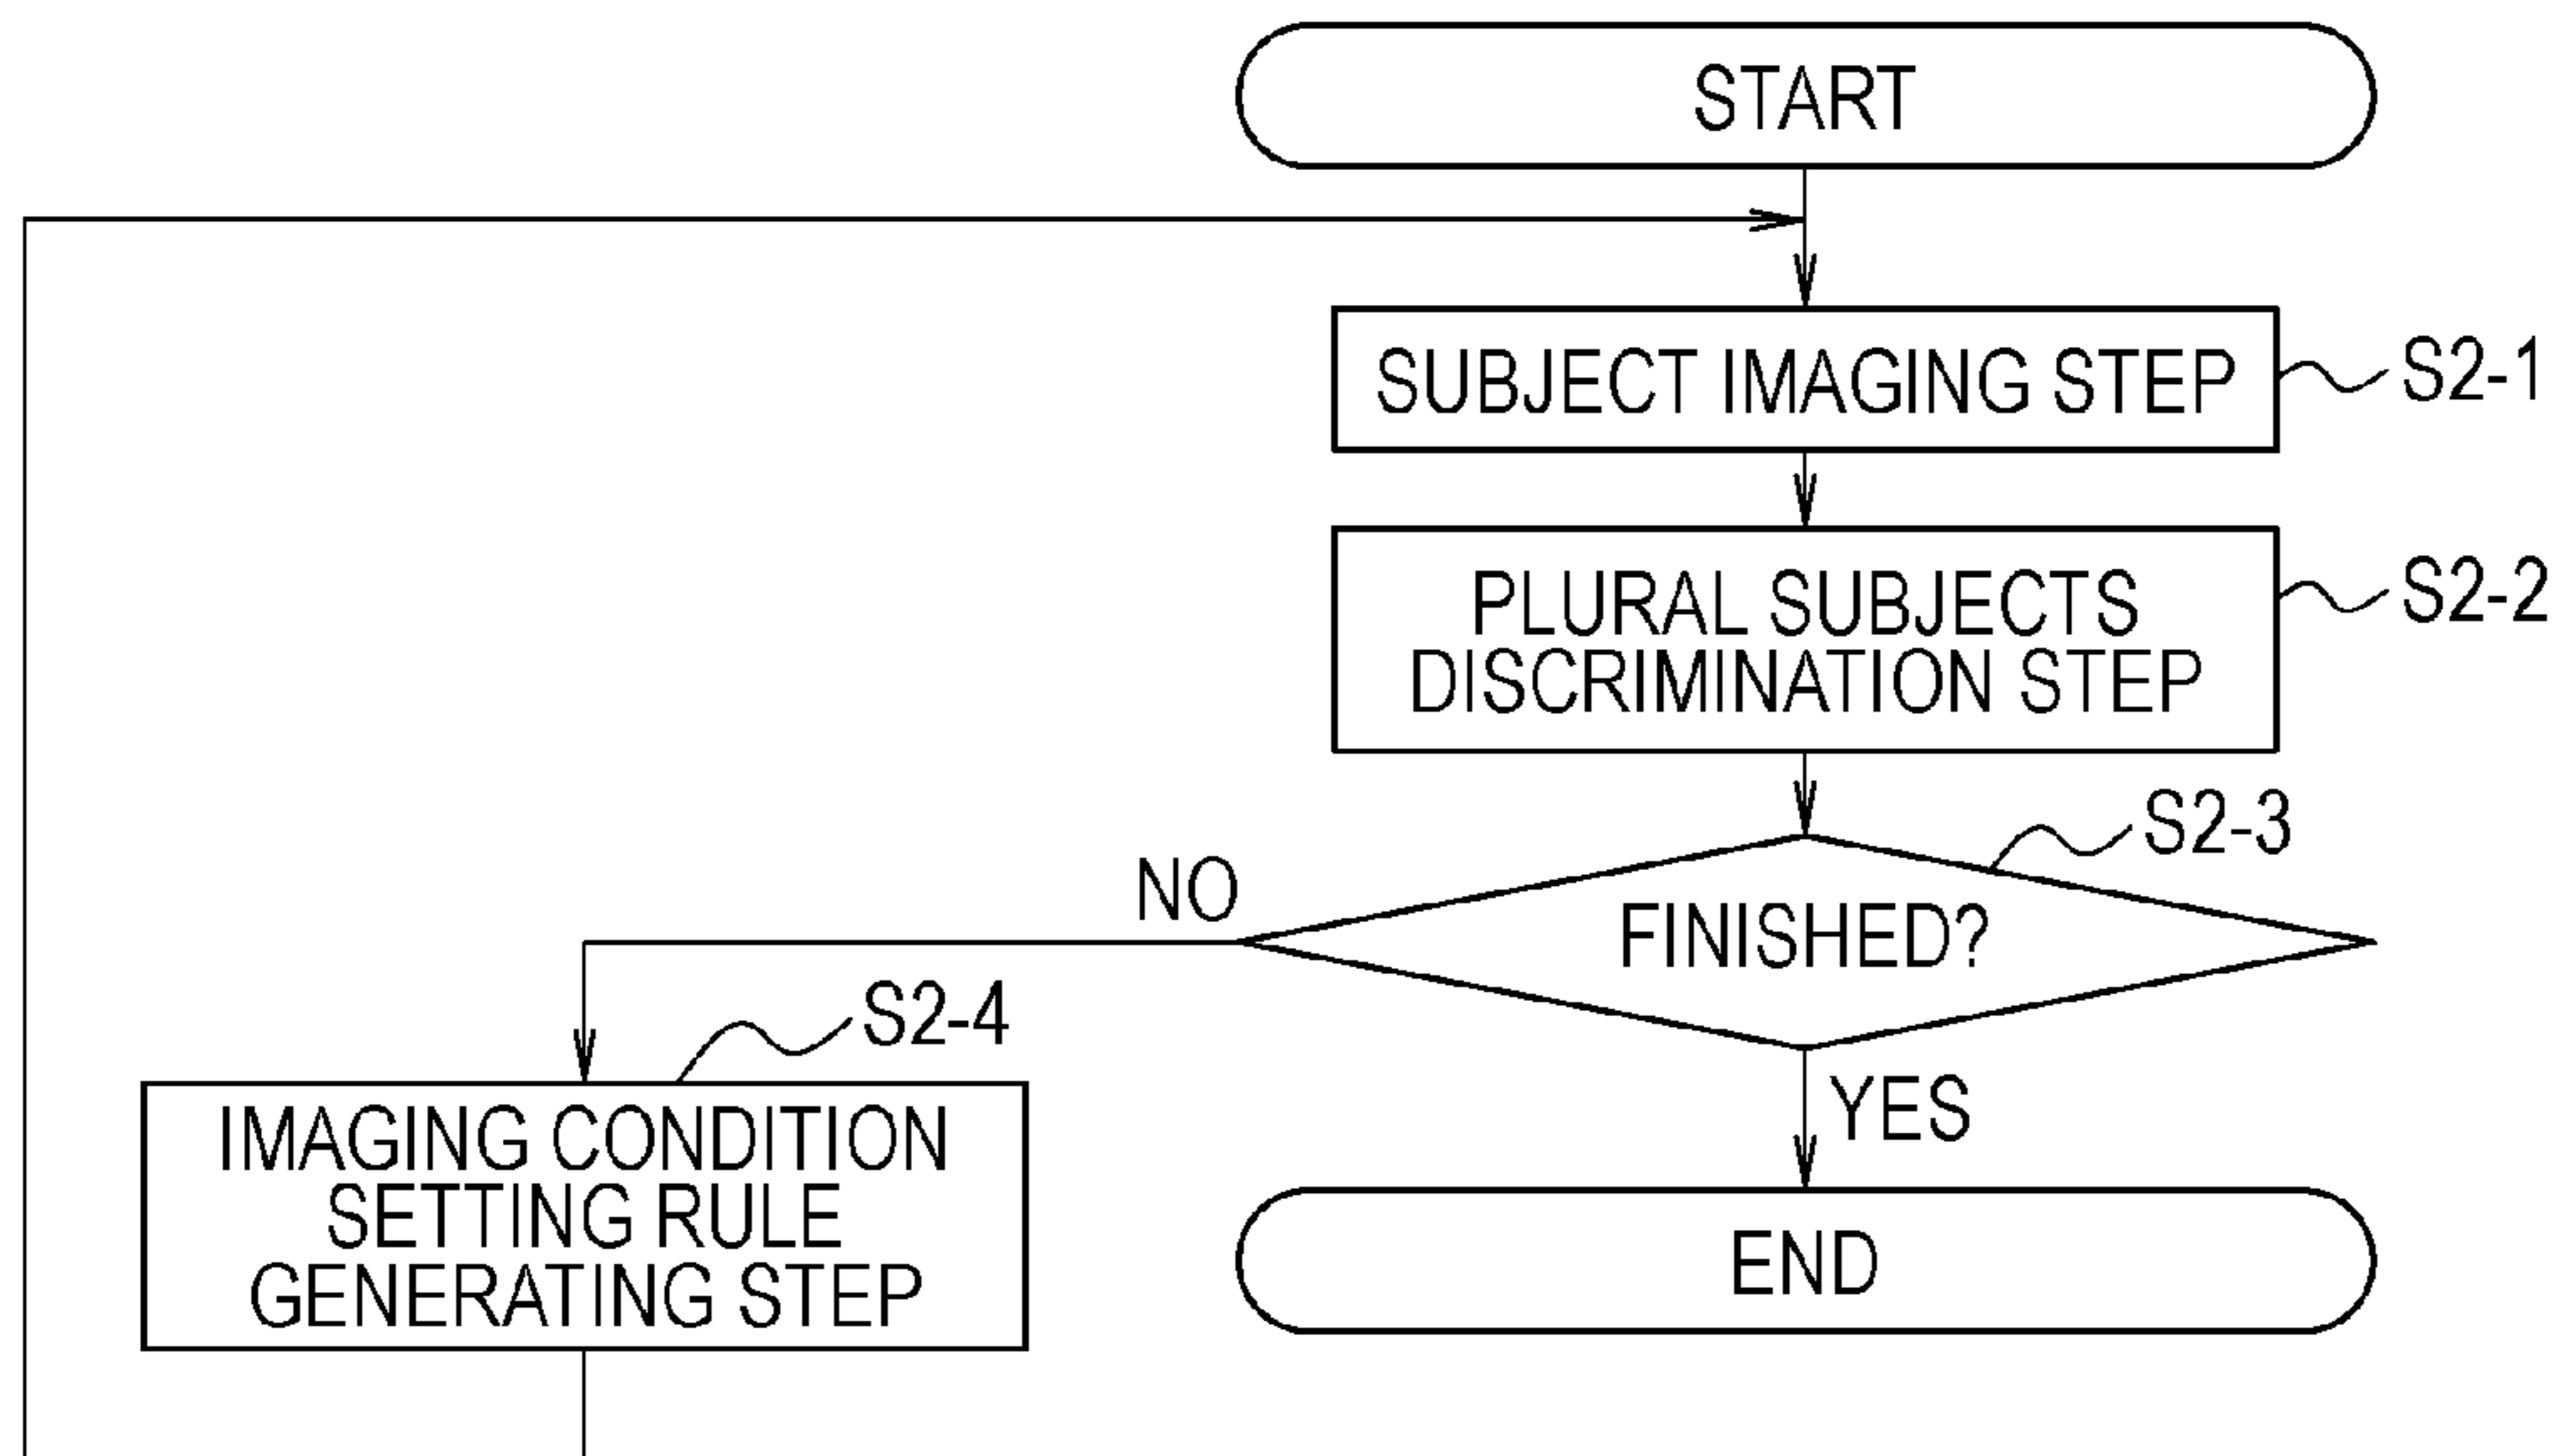 START
SUBJECT IMAGING STEP
S2-1
PLURAL SUBJECTS
DISCRIMINATION STEP
S2-2
S2-3
FINISHED?
NO
YES
S2-4
IMAGING CONDITION
SETTING RULE
GENERATING STEP
END